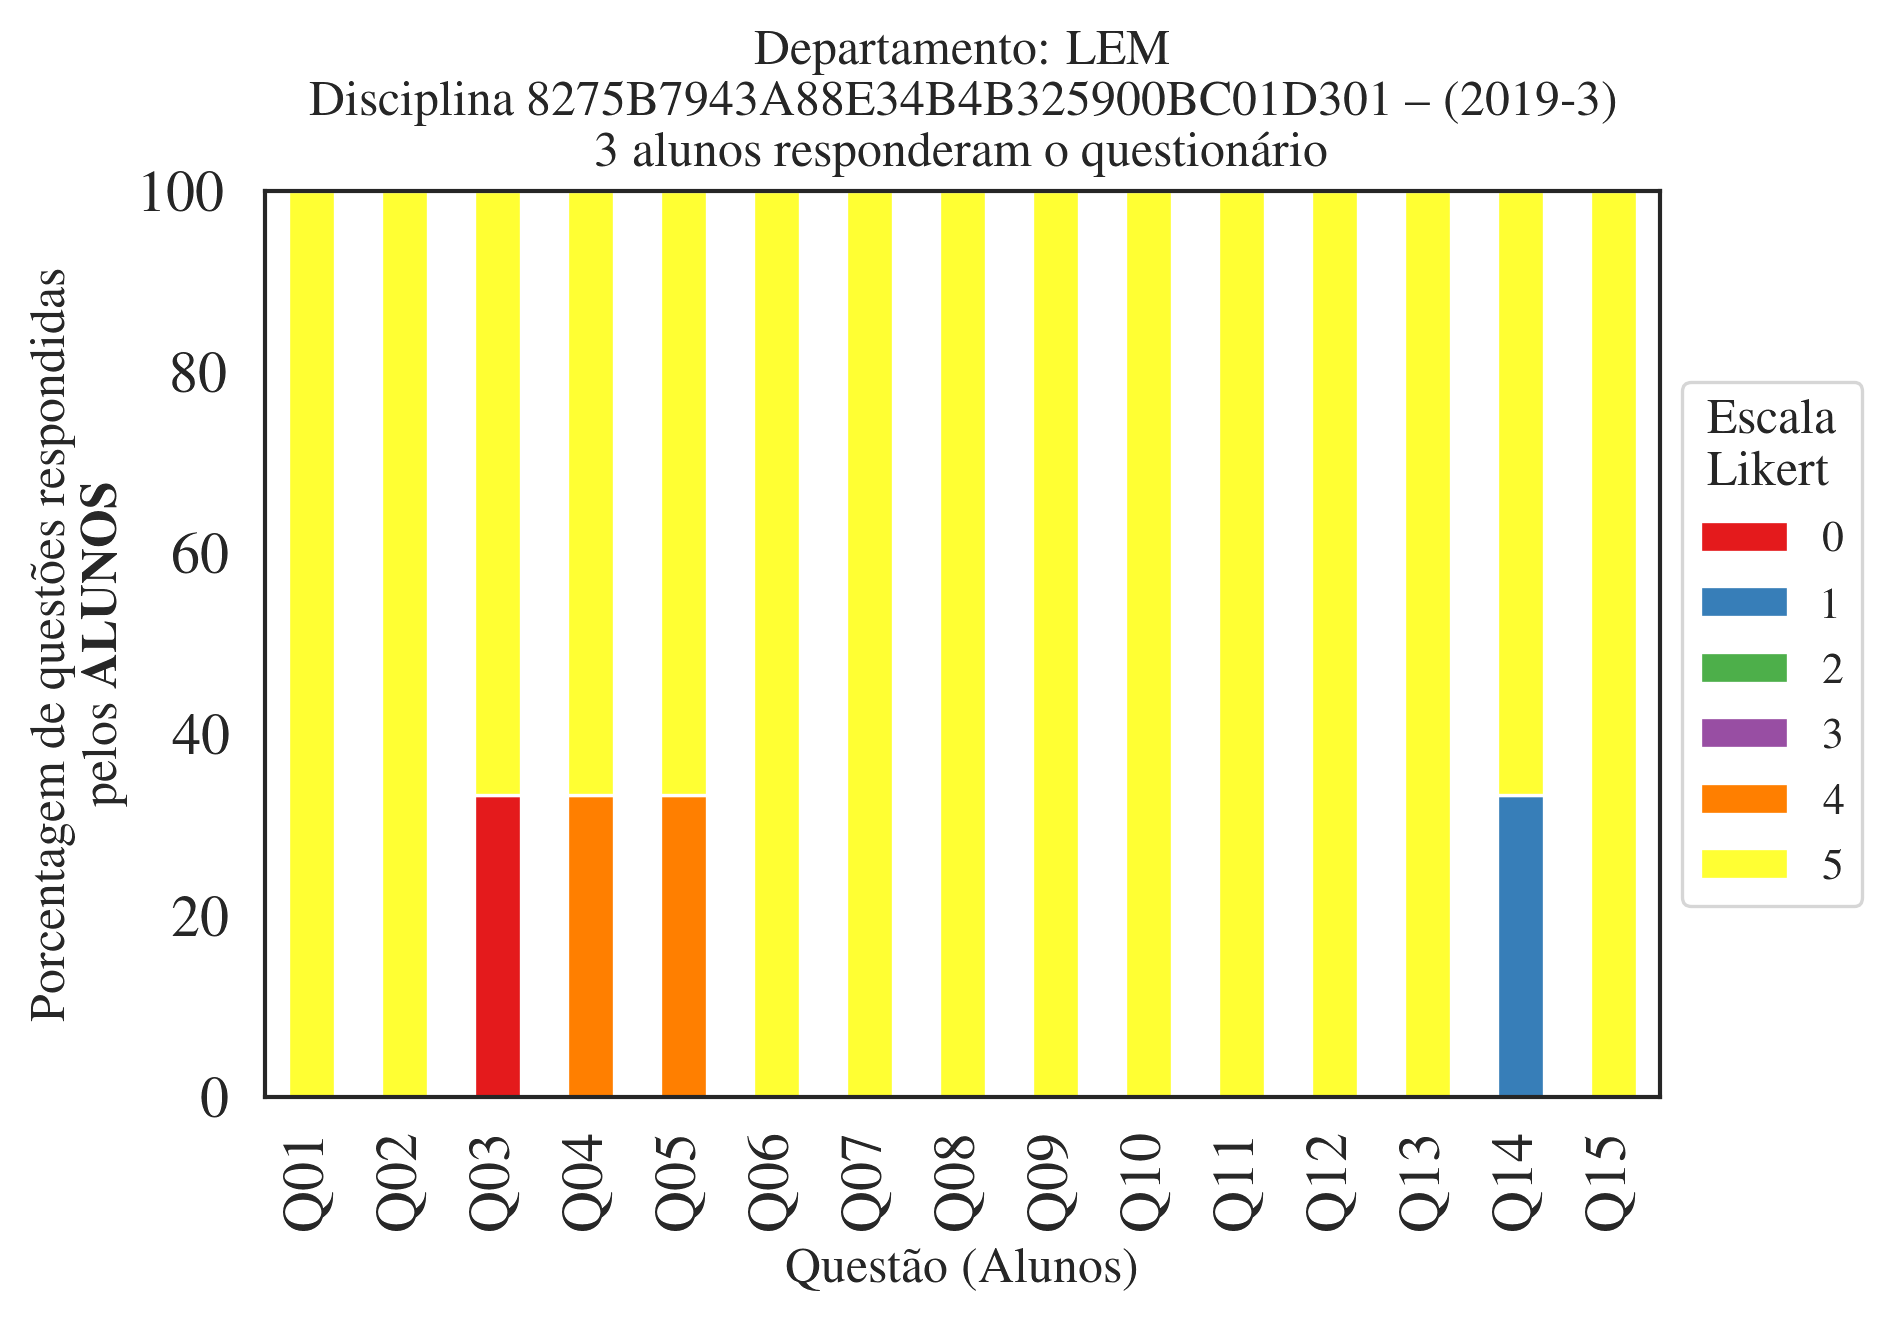 Departamento: LEM
Disciplina 8275B7943A88E34B4B325900BC01D301 – (2019-3)
3 alunos responderam o questionário
Porcentagem de questões respondidas
pelos ALUNOS
100
80
60
40
20
0
Q01
Q02
Q03
Q04
Q05
Q06
Q07
Q08
Q09
Q10
Q11
Q12
Q13
Q14
Q15
Questão (Alunos)
Escala
Likert
0
1
2
3
4
5